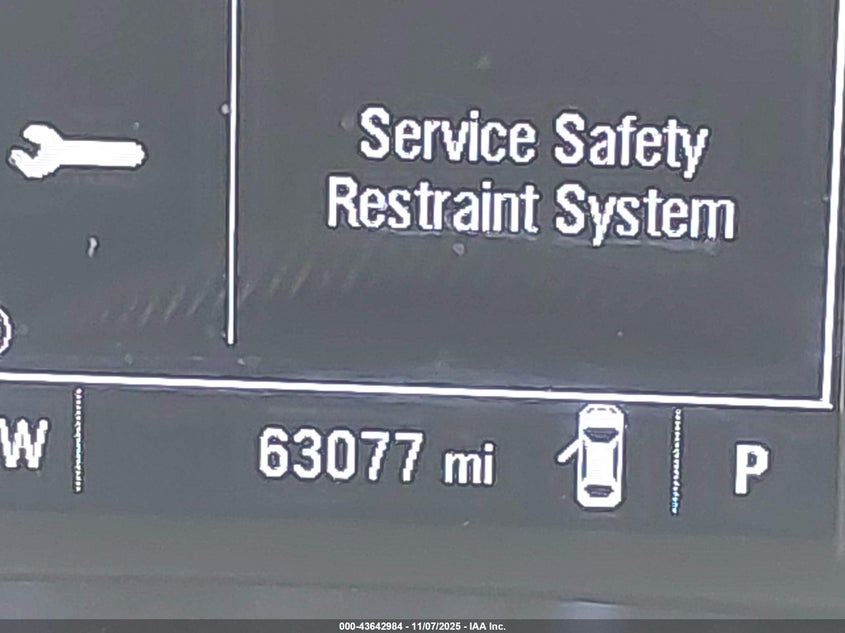 Service Safety
Restraint System
W
63077 mi
P
000-43642984 - 11/07/2025 - IAA Inc.